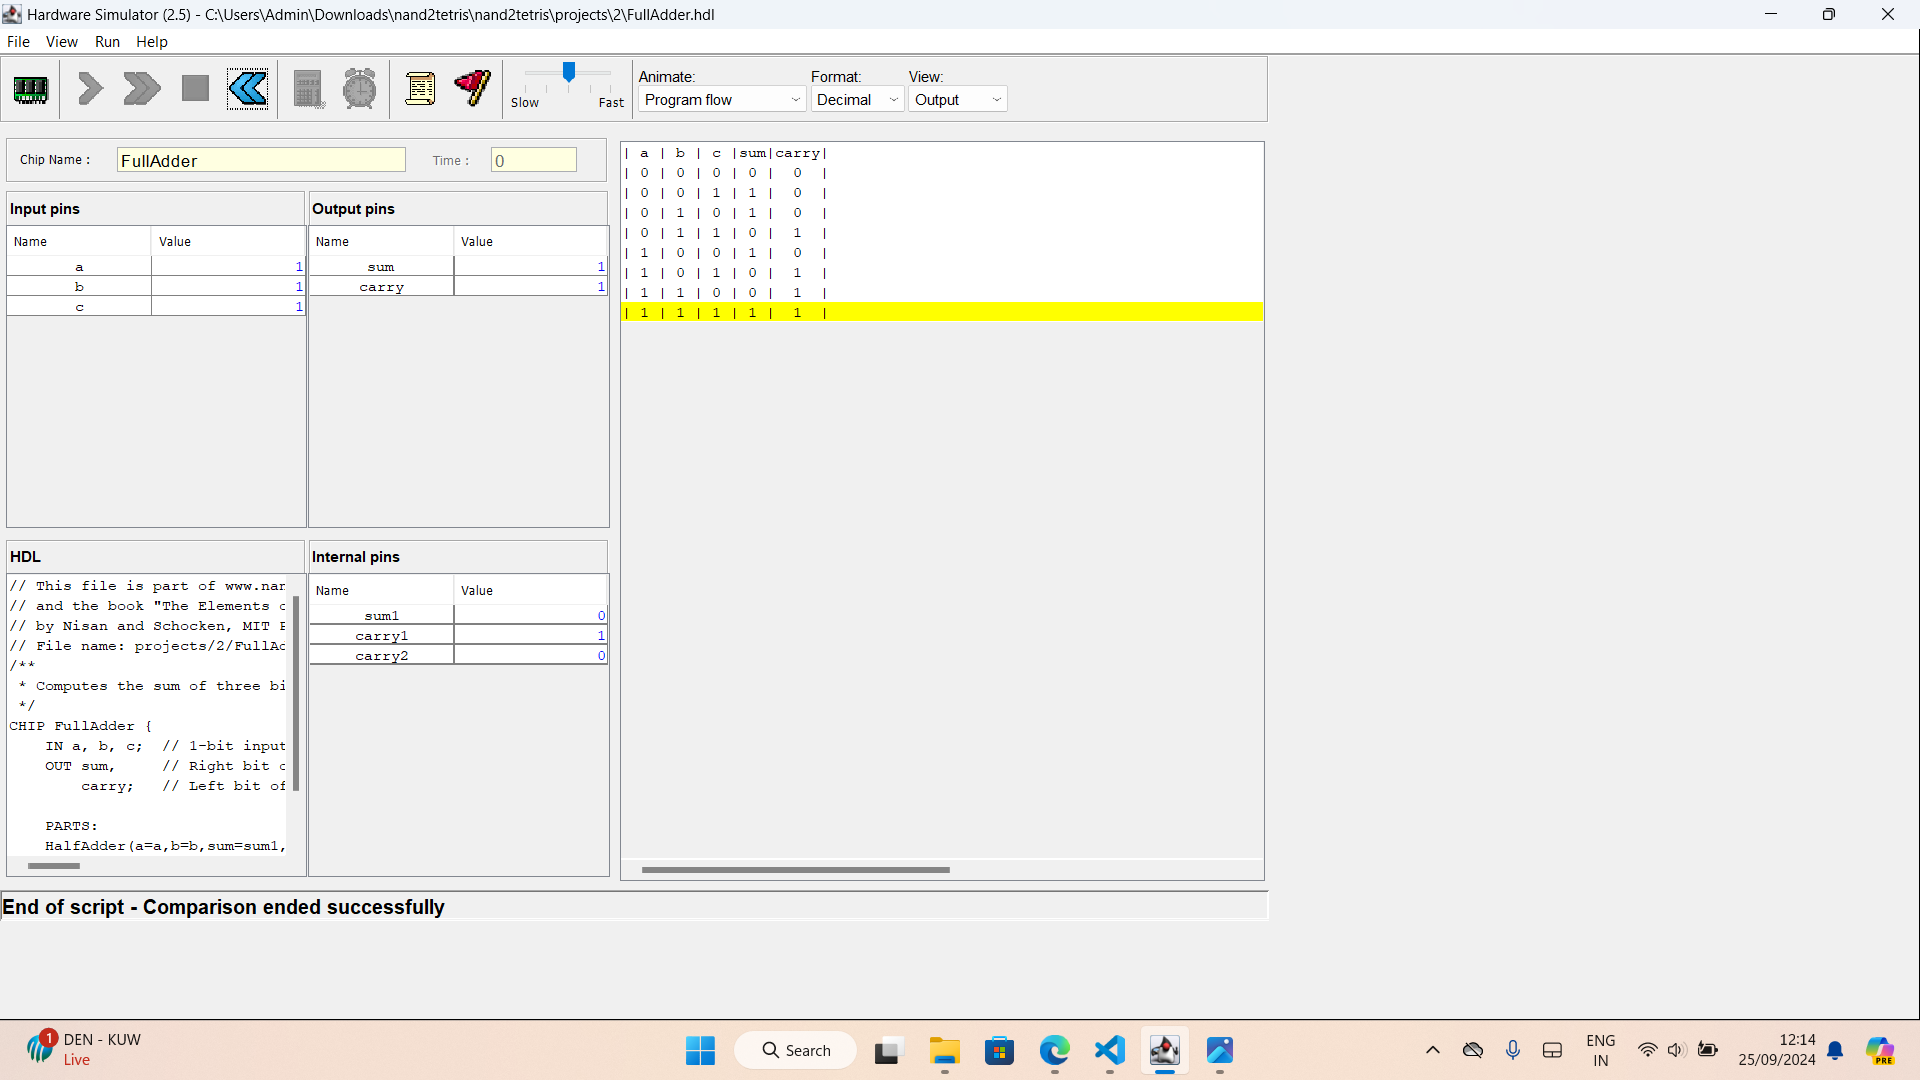 Hardware Simulator (2.5) - C:\Users\Admin\Downloads\nand2tetris\nand2tetris\projects\2\FullAdder.hdl
File View Run Help
Slow Fast
Animate: Format: View:
Program flow Decimal Output
Chip Name : FullAdder Time : 0
Input pins
Name Value
a 1
b 1
c 1
Output pins
Name Value
sum 1
carry 1
| a | b | c |sum|carry|
| 0 | 0 | 0 | 0 | 0 |
| 0 | 0 | 1 | 1 | 0 |
| 0 | 1 | 0 | 1 | 0 |
| 0 | 1 | 1 | 0 | 1 |
| 1 | 0 | 0 | 1 | 0 |
| 1 | 0 | 1 | 0 | 1 |
| 1 | 1 | 0 | 0 | 1 |
| 1 | 1 | 1 | 1 | 1 |
HDL
// This file is part of www.nan
// and the book "The Elements
// by Nisan and Schocken, MIT
// File name: projects/2/FullAd
/**
* Computes the sum of three bi
*/
CHIP FullAdder {
IN a, b, c; // 1-bit input
OUT sum, // Right bit
carry; // Left bit of
PARTS:
HalfAdder(a=a,b=b,sum=sum1,
Internal pins
Name Value
sum1 0
carry1 1
carry2 0
End of script - Comparison ended successfully
1
DEN - KUW
Live
Search
ENG
IN
12:14
25/09/2024
PRE